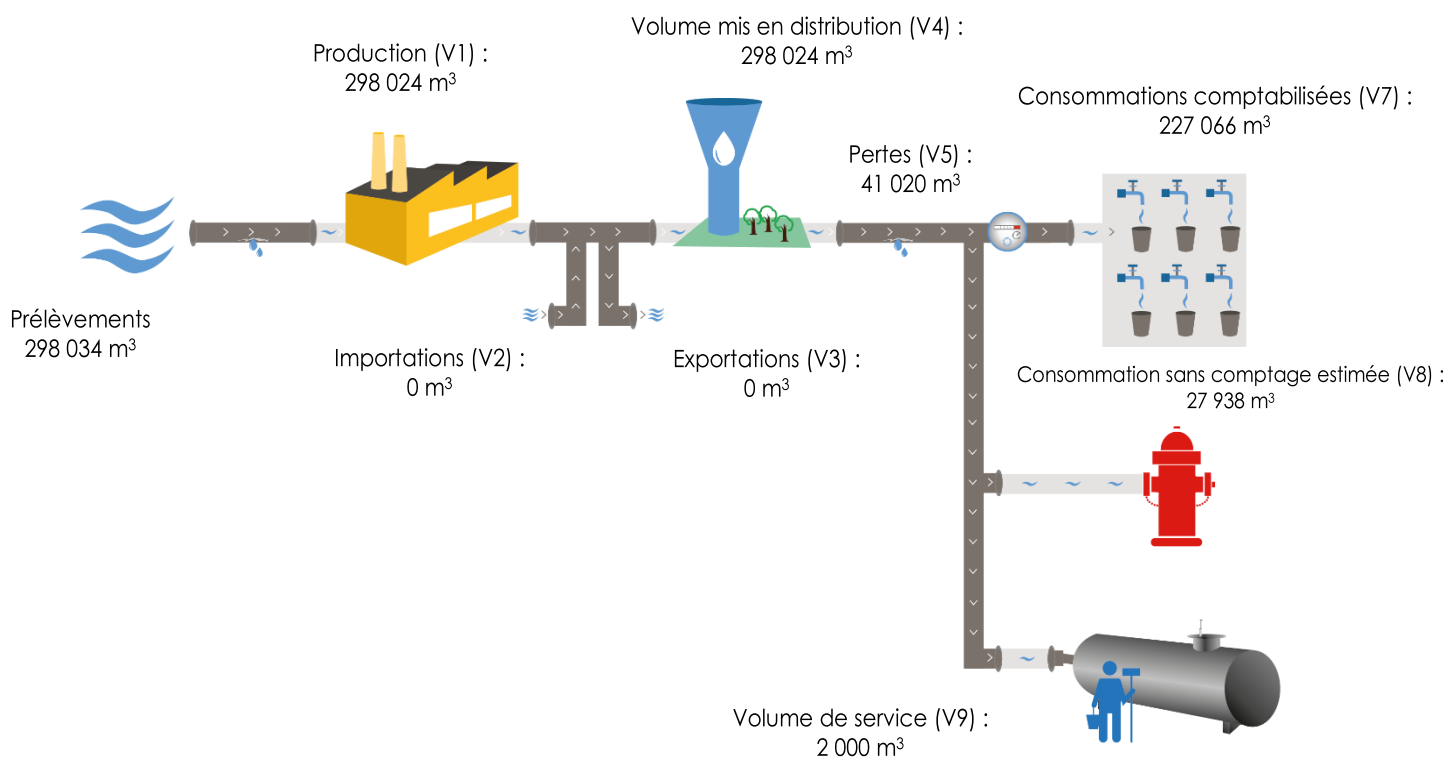 Volume mis en distribution (V4) :
298 024 m³
Production (V1) :
298 024 m³
Consommations comptabilisées (V7) :
227 066 m³
Pertes (V5) :
41 020 m³
Prélèvements
298 034 m³
Importations (V2) :
0 m³
Exportations (V3) :
0 m³
Consommation sans comptage estimée (V8) :
27 938 m³
Volume de service (V9) :
2 000 m³